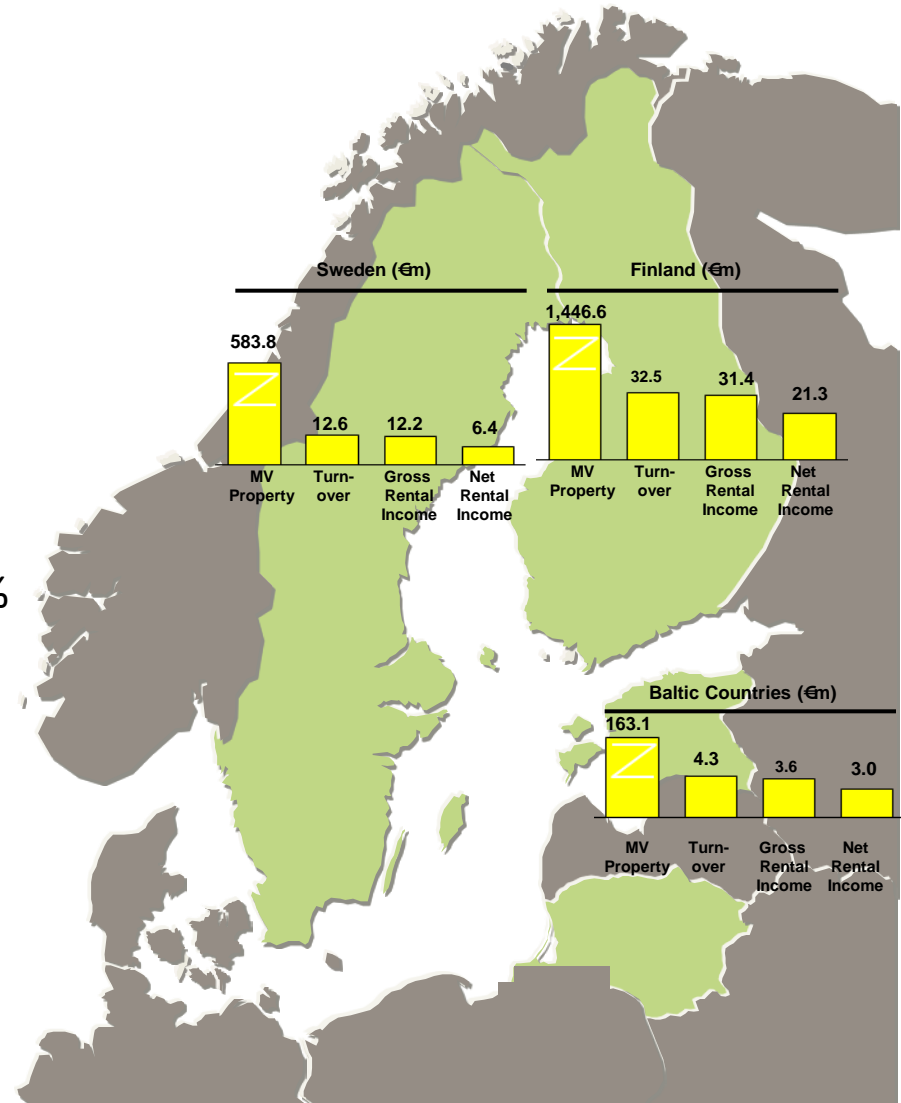 Sweden (€m)
583.8
12.6
12.2
6.4
MV
Property
Turn-
over
Gross
Rental
Income
Net
Rental
Income
Finland (€m)
1,446.6
32.5
31.4
21.3
MV
Property
Turn-
over
Gross
Rental
Income
Net
Rental
Income
%
Baltic Countries (€m)
163.1
4.3
3.6
3.0
MV
Property
Turn-
over
Gross
Rental
Income
Net
Rental
Income